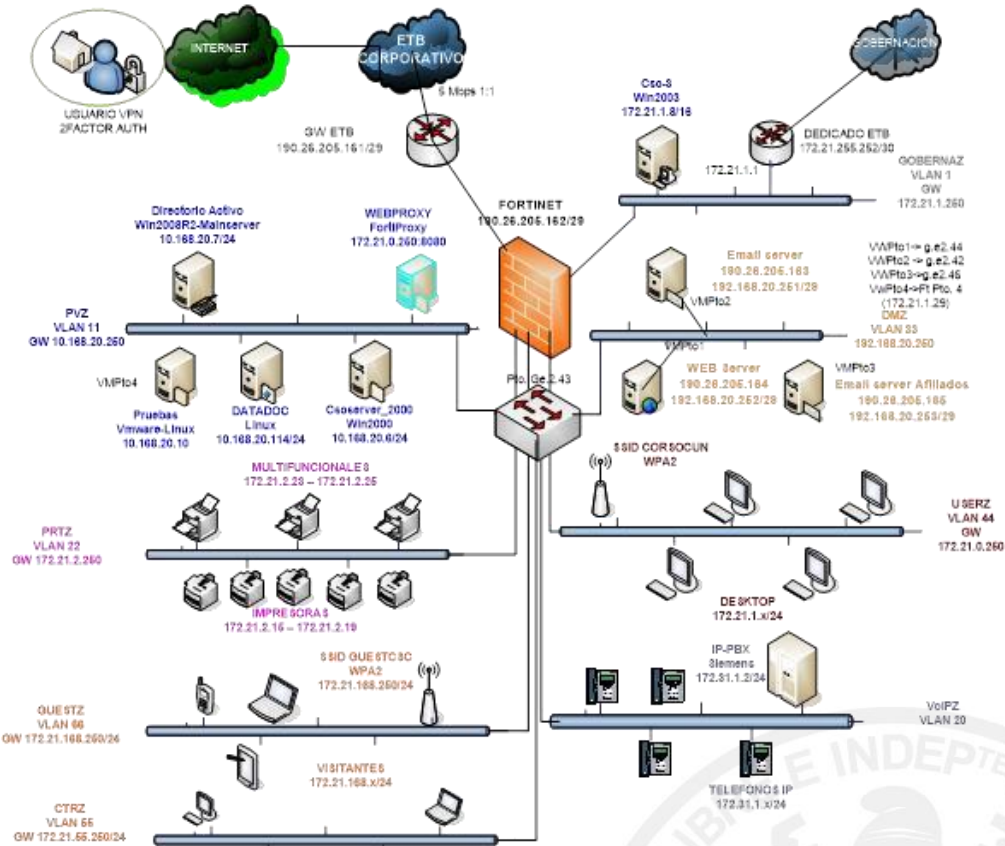 INTERNET
ETB
CORPORATIVO
GOBERNACION
USUARIO VPN
2FACTOR AUTH
5 Mbps 1:1
GW ETB
190.26.205.161/29
Cso-8
Win2003
172.21.1.8/16
DEDICADO ETB
172.21.255.252/30
172.21.1.1
GOBERNAZ
VLAN 1
GW
172.21.1.250
FORTINET
190.26.205.162/29
Directorio Activo
Win2008R2-Mainserver
10.168.20.7/24
WEBPROXY
FortiProxy
172.21.0.250:8080
Email server
190.26.205.163
192.168.20.251/29
VMPto2
VWPto1-> g.e2.44
VWPto2 -> g.e2.42
VWPto3->g.e2.46
VwPto4->Ft Pto. 4
(172.21.1.29)
DMZ
VLAN 33
192.168.20.250
PVZ
VLAN 11
GW 10.168.20.250
VMPto1
VMPto4
Pruebas
Vmware-Linux
10.168.20.10
DATADOC
Linux
10.168.20.114/24
Csoserver_2000
Win2000
10.168.20.6/24
Pto. Ge.2.43
WEB Server
190.26.205.164
192.168.20.252/29
VMPto3
Email server Afiliados
190.26.205.165
192.168.20.253/29
MULTIFUNCIONALES
172.21.2.23 – 172.21.2.25
SSID CORSOCUN
WPA2
PRTZ
VLAN 22
GW 172.21.2.250
USERZ
VLAN 44
GW
172.21.0.250
IMPRESORAS
172.21.2.15 – 172.21.2.19
DESKTOP
172.21.1.x/24
SSID GUESTCSC
WPA2
172.21.168.250/24
IP-PBX
Siemens
172.31.1.2/24
GUESTZ
VLAN 66
GW 172.21.168.250/24
VoIPZ
VLAN 20
VISITANTES
172.21.168.x/24
TELEFONOS IP
172.31.1.x/24
CTRZ
VLAN 55
GW 172.21.55.250/24